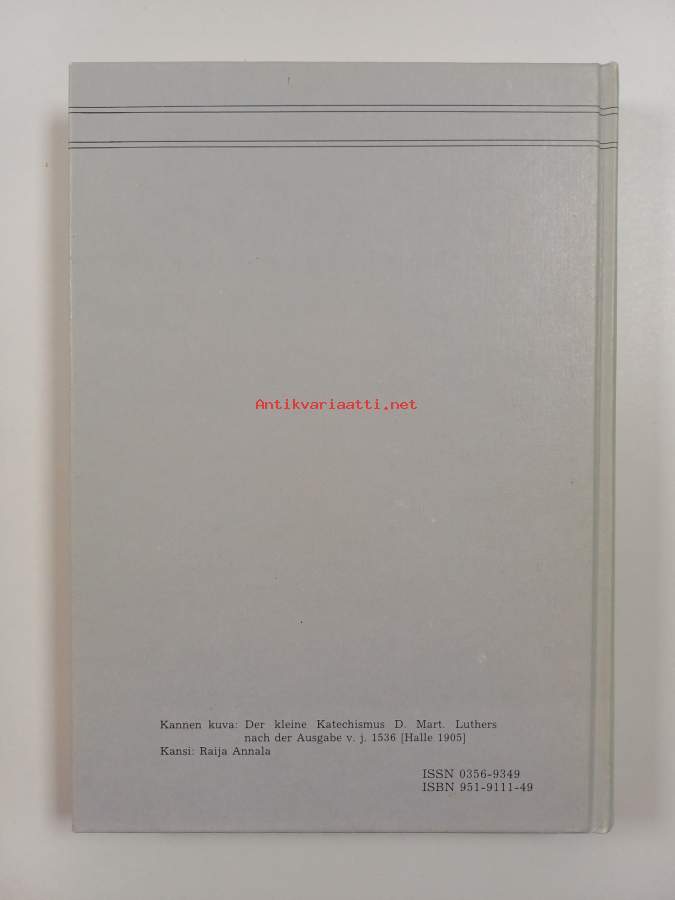 Antikvariaatti.net
Kannen kuva: Der kleine Katechismus D. Mart. Luthers
nach der Ausgabe v. j. 1536 [Halle 1905]
Kansi: Raija Annala
ISSN 0356-9349
ISBN 951-9111-49